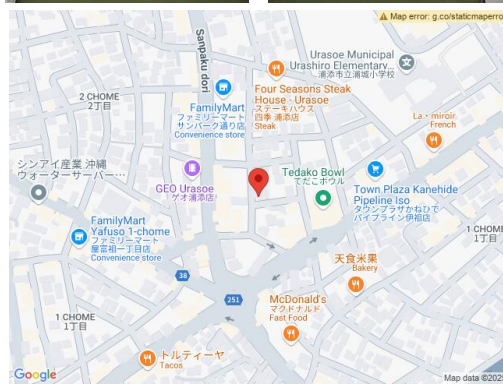 Map error: g.co/staticmaperro
Sanpaku dori
Urasoe Municipal
Urashiro Elementary...
浦添市立浦城小学校
2 CHOME
2丁目
FamilyMart
ファミリーマート
サンパーク通り店
Convenience store
Four Seasons Steak
House - Urasoe
ステーキハウス
四季 浦添店
Steak
La・miroir
French
シンアイ産業 沖縄
ウォーターサーバー…
GEO Urasoe
ゲオ浦添店
Tedako Bowl
てだこボウル
Town Plaza Kanehide
Pipeline Iso
タウンプラザかねひで
パイプライン伊祖店
FamilyMart
Yafuso 1-chome
ファミリーマート
屋富祖一丁目店
Convenience store
1 CHOME
1丁目
38
251
天食米果
Bakery
McDonald's
マクドナルド
Fast Food
1 CHOME
1丁目
トルティーヤ
Tacos
Google
Map data ©202